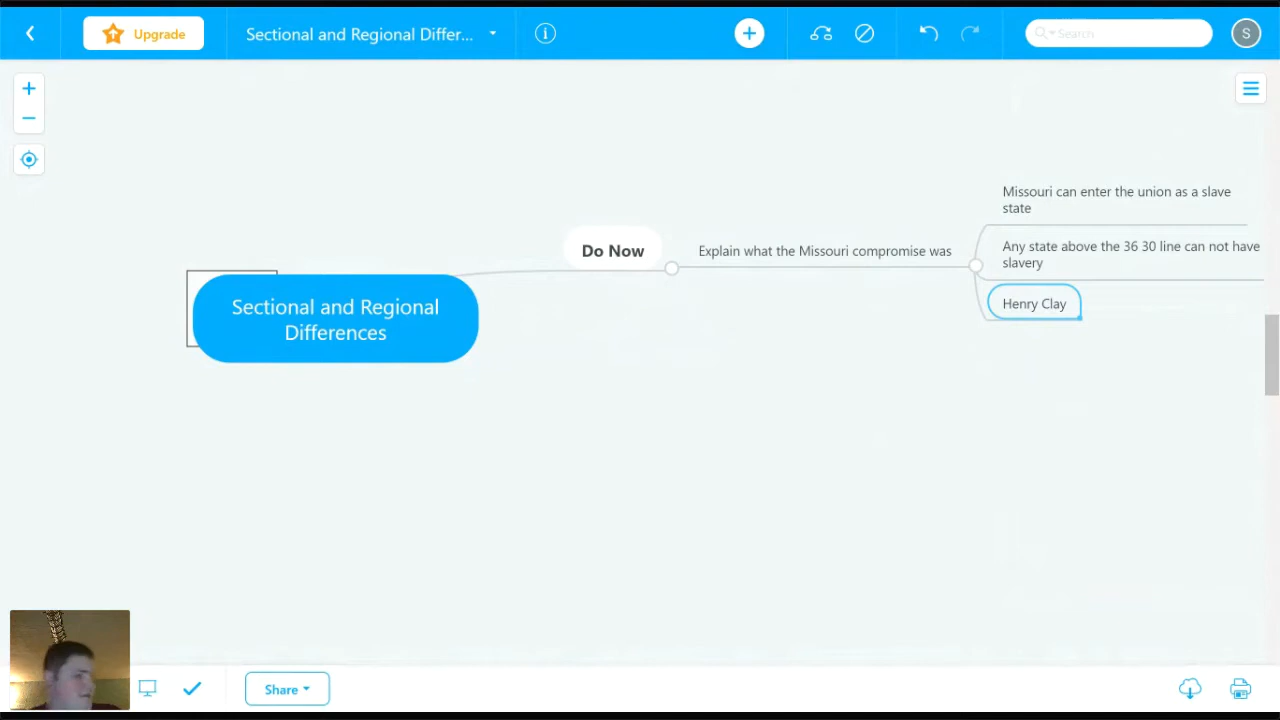 Upgrade
Sectional and Regional Differ...
Search
S
Missouri can enter the union as a slave
state
Any state above the 36 30 line can not have
slavery
Do Now
Explain what the Missouri compromise was
Henry Clay
Sectional and Regional
Differences
Share